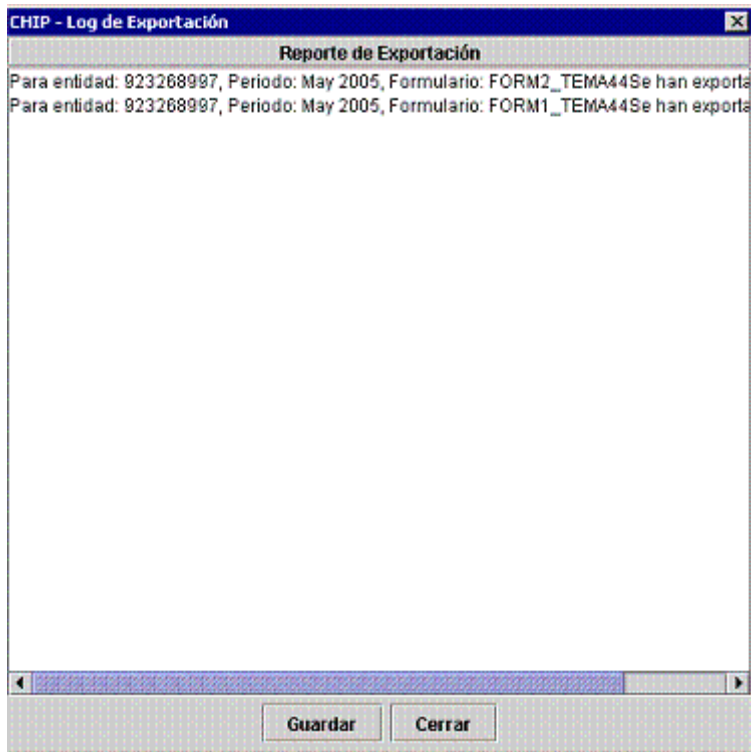 CHIP - Log de Exportación
Reporte de Exportación
Para entidad: 923268997, Periodo: May 2005, Formulario: FORM2_TEMA44Se han exporta
Para entidad: 923268997, Periodo: May 2005, Formulario: FORM1_TEMA44Se han exporta
Guardar Cerrar